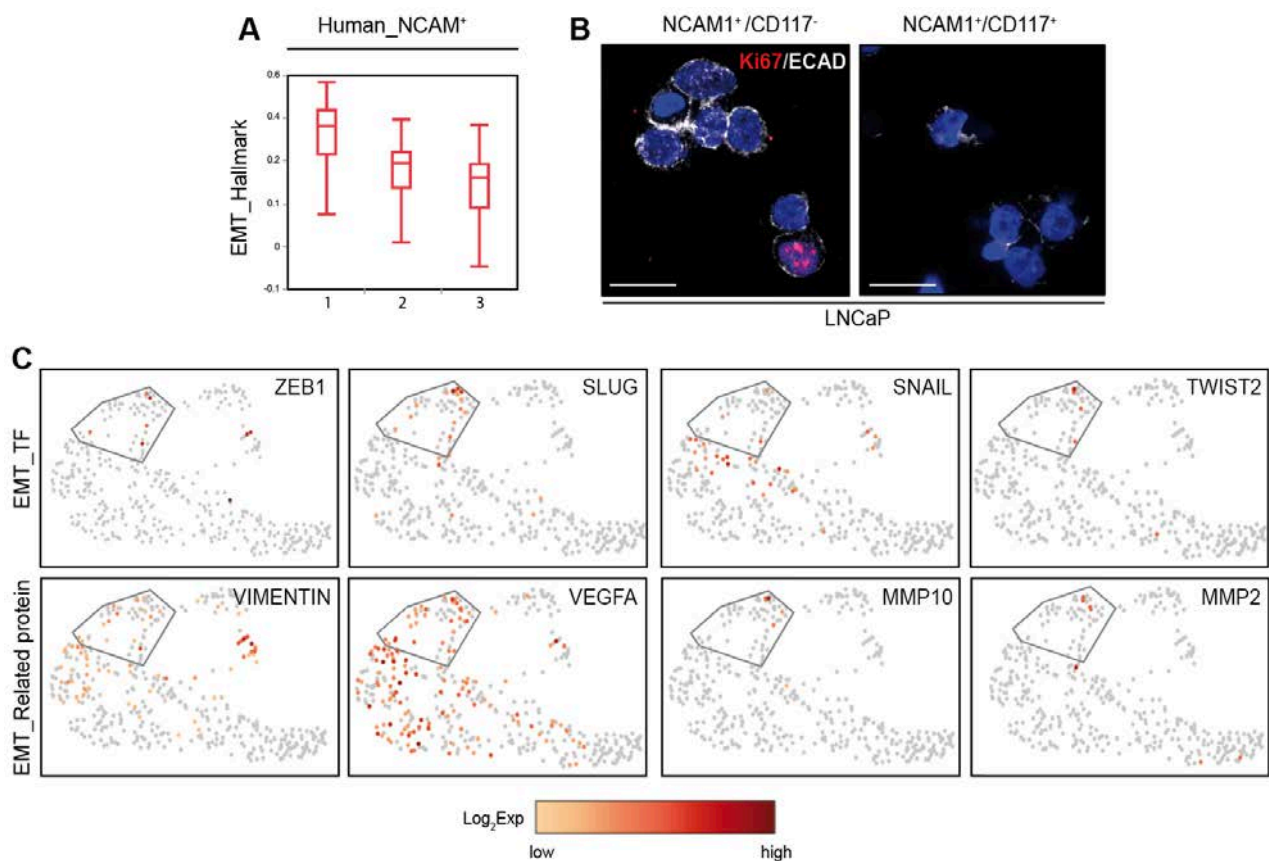 A
Human_NCAM⁺
EMT_Hallmark
0.6
0.4
0.2
0.1
0
-0.1
1 2 3
B
NCAM1⁺/CD117⁻ NCAM1⁺/CD117⁺
Ki67/ECAD
LNCaP
C
EMT_TF
ZEB1 SLUG SNAIL TWIST2
EMT_Related protein
VIMENTIN VEGFA MMP10 MMP2
Log₂Exp
low high